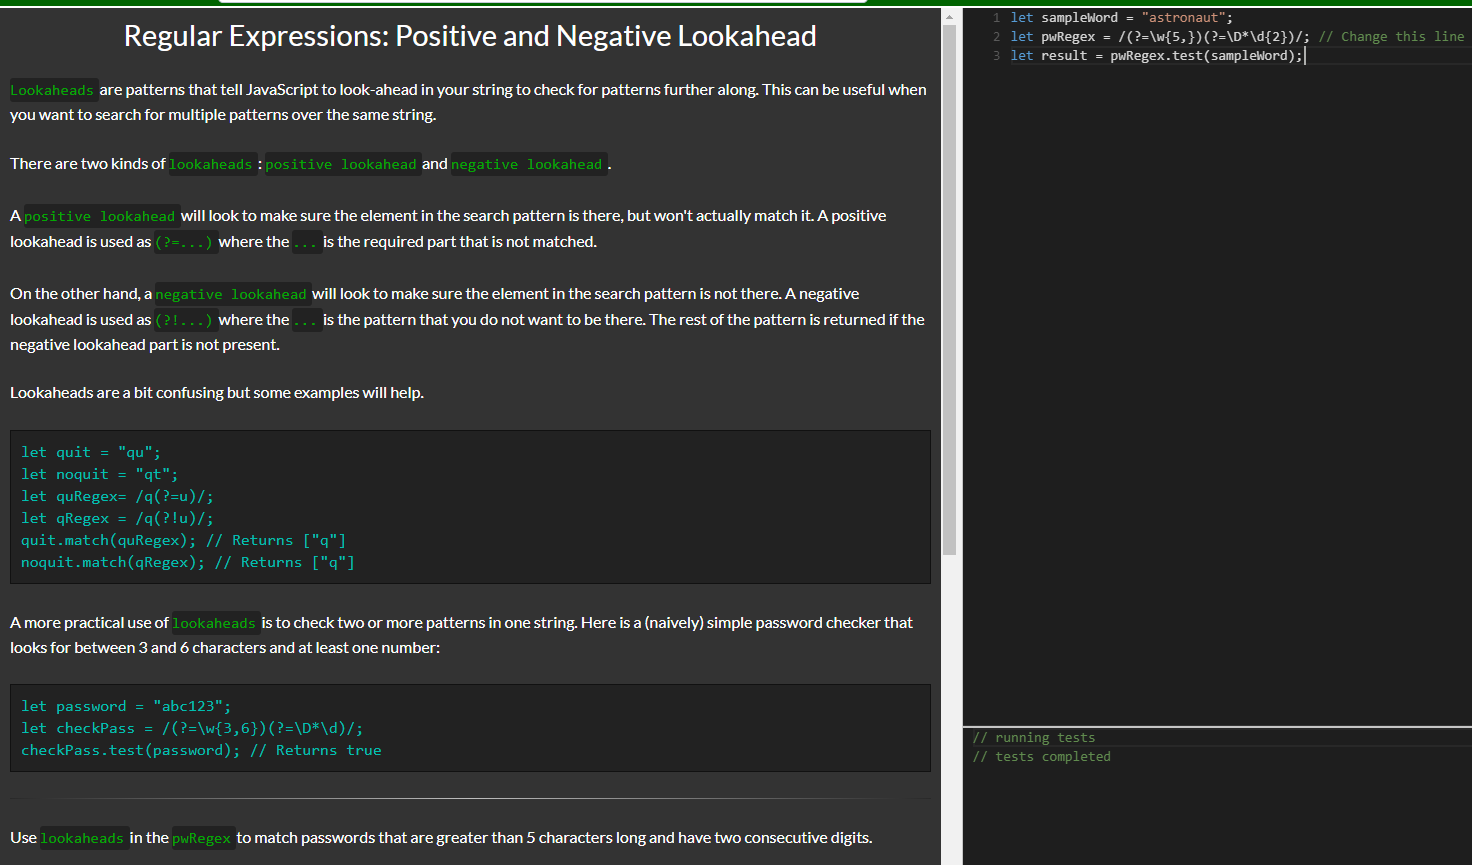 Regular Expressions: Positive and Negative Lookahead
Lookaheads are patterns that tell JavaScript to look-ahead in your string to check for patterns further along. This can be useful when
you want to search for multiple patterns over the same string.
There are two kinds of lookaheads : positive lookahead and negative lookahead .
A positive lookahead will look to make sure the element in the search pattern is there, but won't actually match it. A positive
lookahead is used as (?=...) where the ... is the required part that is not matched.
On the other hand, a negative lookahead will look to make sure the element in the search pattern is not there. A negative
lookahead is used as (?!...) where the ... is the pattern that you do not want to be there. The rest of the pattern is returned if the
negative lookahead part is not present.
Lookaheads are a bit confusing but some examples will help.
let quit = "qu";
let noquit = "qt";
let quRegex= /q(?=u)/;
let qRegex = /q(?!u)/;
quit.match(quRegex); // Returns ["q"]
noquit.match(qRegex); // Returns ["q"]
A more practical use of lookaheads is to check two or more patterns in one string. Here is a (naively) simple password checker that
looks for between 3 and 6 characters and at least one number:
let password = "abc123";
let checkPass = /(?=\w{3,6})(?=\D*\d)/;
checkPass.test(password); // Returns true
Use lookaheads in the pwRegex to match passwords that are greater than 5 characters long and have two consecutive digits.
1 let sampleWord = "astronaut";
2 let pwRegex = /(?=\w{5,})(?=\D*\d{2})/; // Change this line
3 let result = pwRegex.test(sampleWord);
// running tests
// tests completed